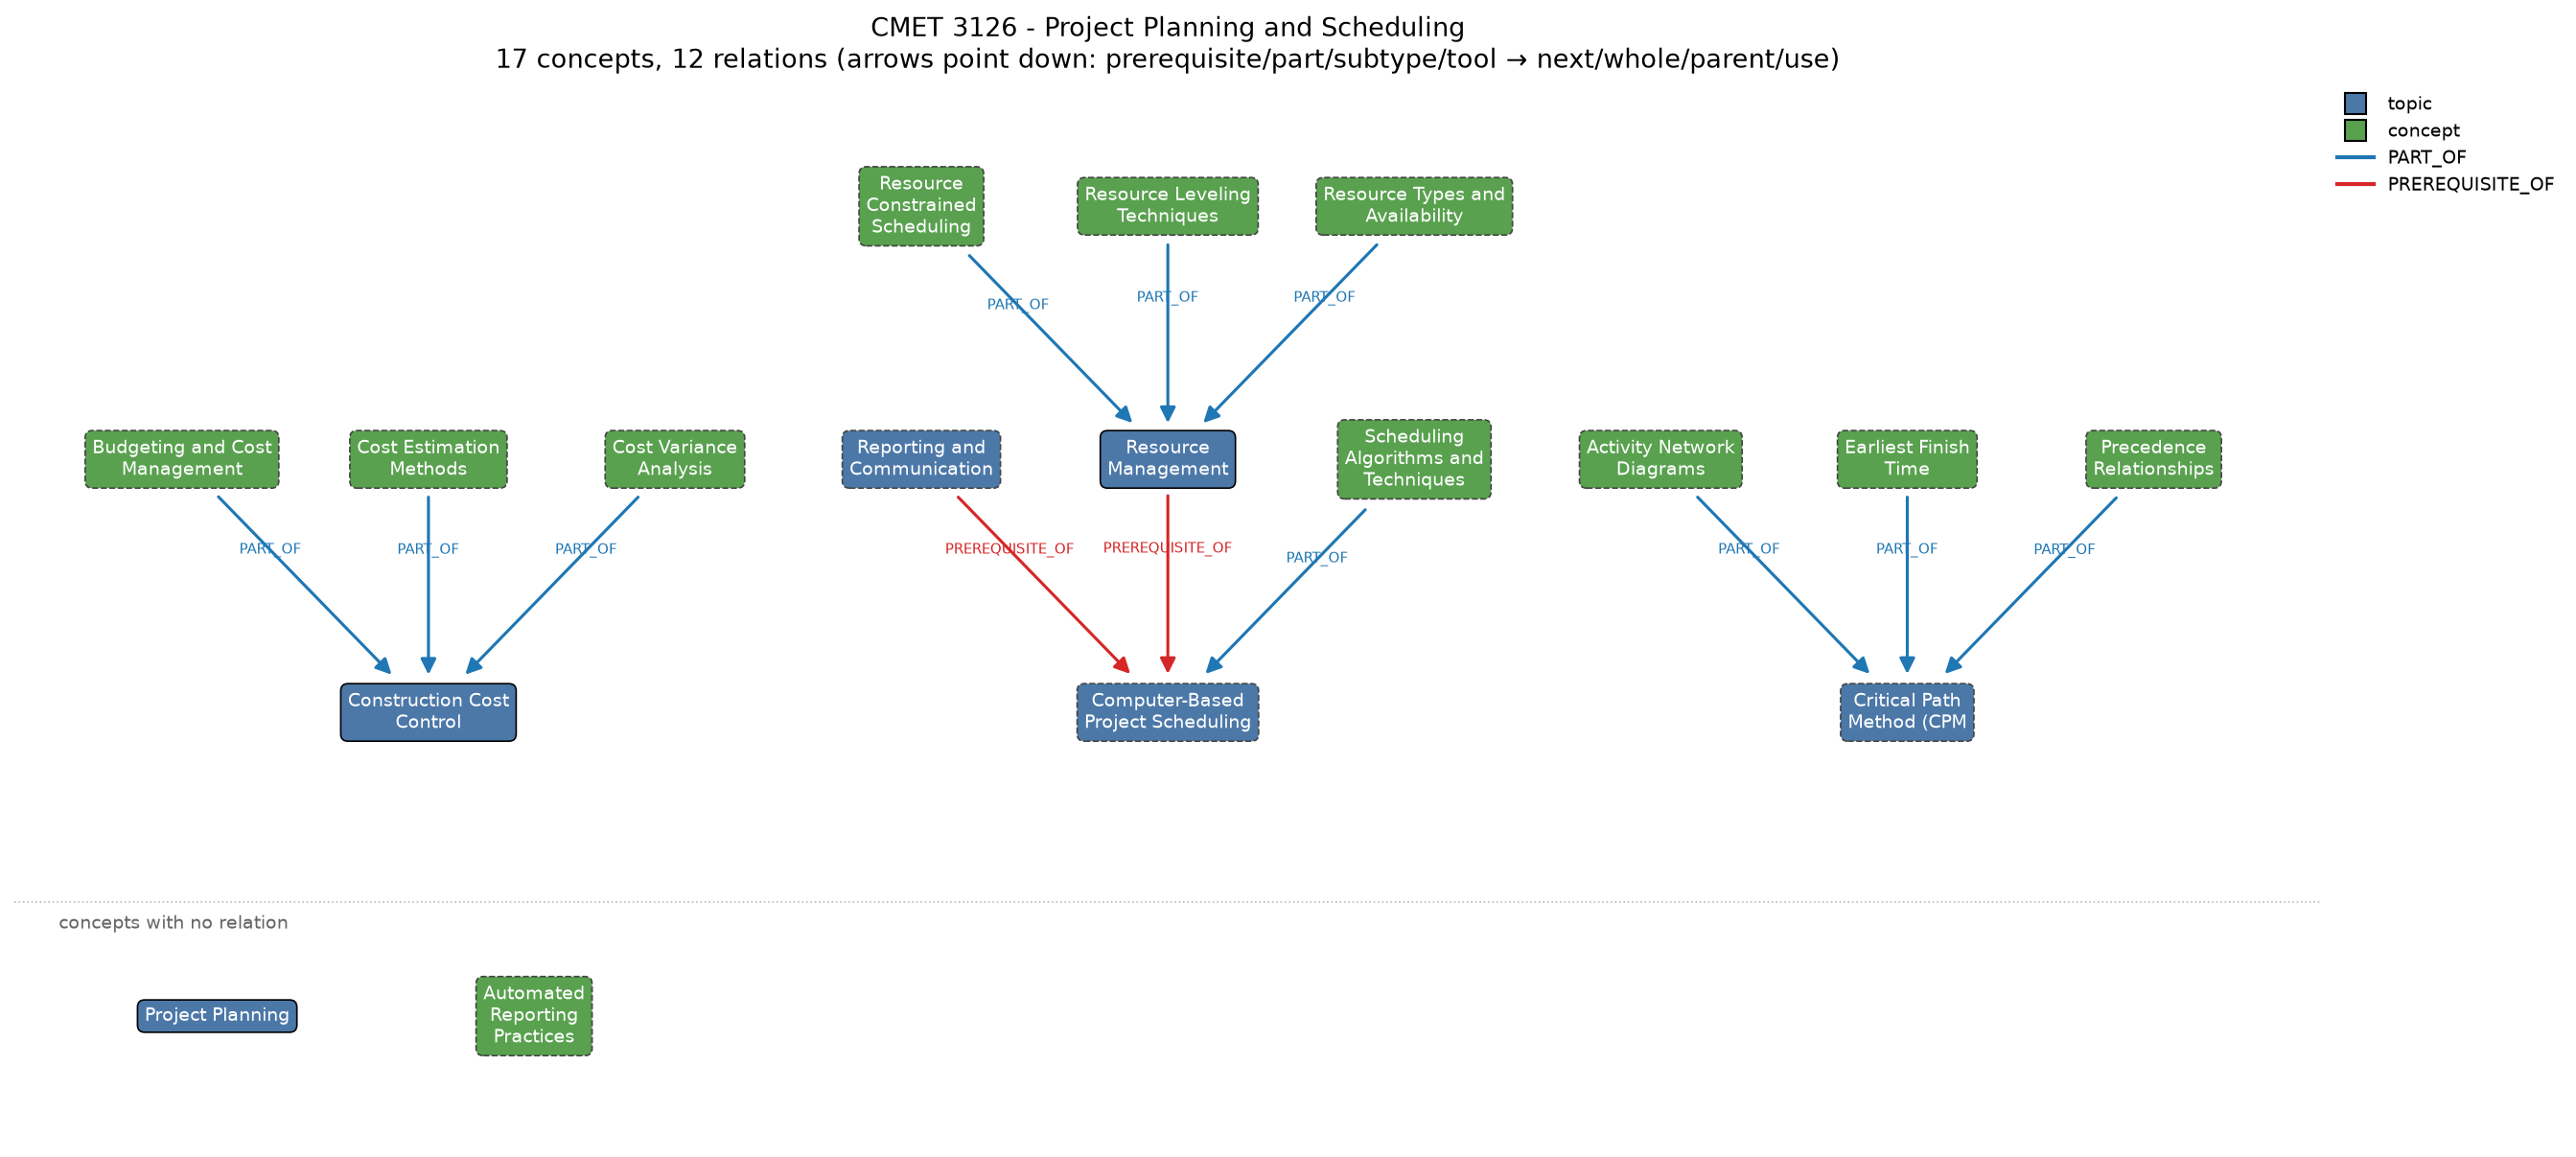 CMET 3126 - Project Planning and Scheduling
17 concepts, 12 relations (arrows point down: prerequisite/part/subtype/tool → next/whole/parent/use)
topic
concept
PART_OF
PREREQUISITE_OF
Resource
Constrained
Scheduling
Resource Leveling
Techniques
Resource Types and
Availability
PART_OF
PART_OF
PART_OF
Budgeting and Cost
Management
Cost Estimation
Methods
Cost Variance
Analysis
Reporting and
Communication
Resource
Management
Scheduling
Algorithms and
Techniques
Activity Network
Diagrams
Earliest Finish
Time
Precedence
Relationships
PART_OF
PART_OF
PART_OF
PREREQUISITE_OF
PREREQUISITE_OF
PART_OF
PART_OF
PART_OF
PART_OF
Construction Cost
Control
Computer-Based
Project Scheduling
Critical Path
Method (CPM
concepts with no relation
Project Planning
Automated
Reporting
Practices